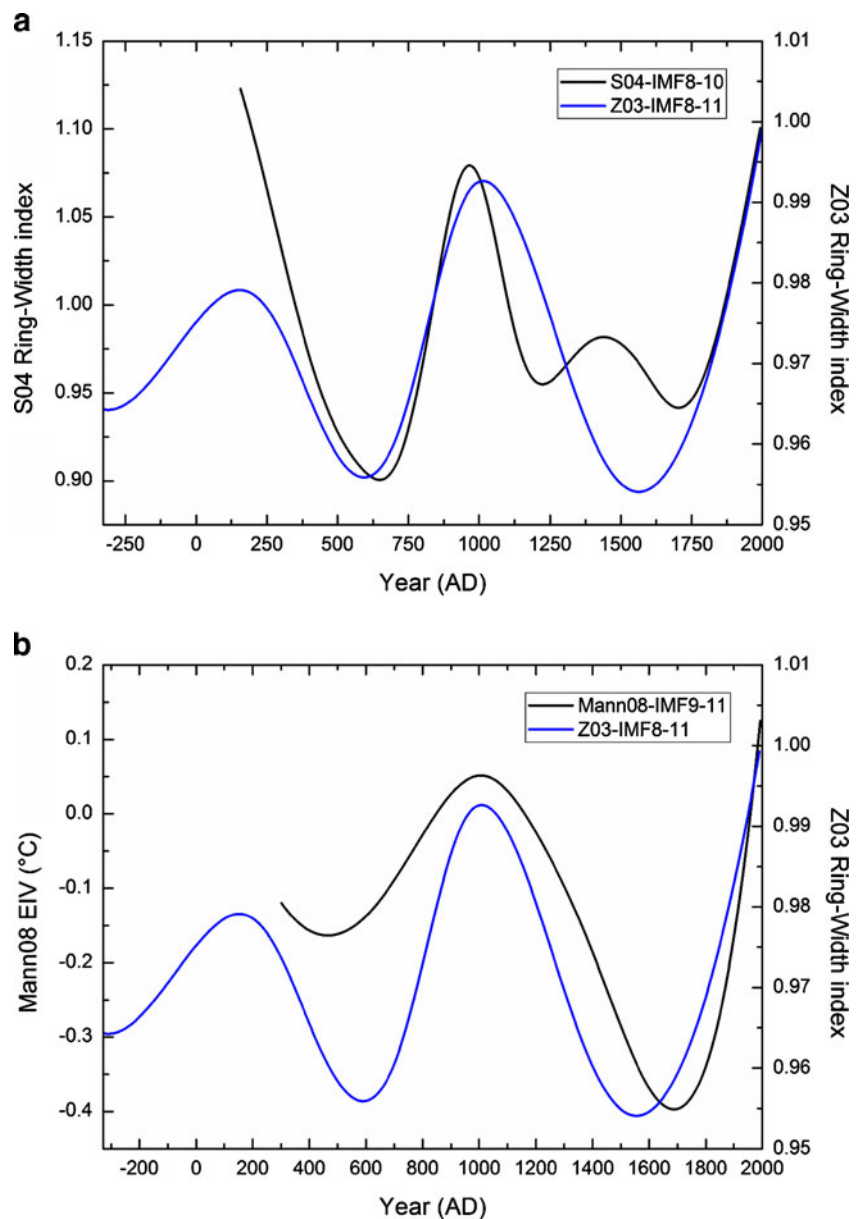 a
S04-IMF8-10
Z03-IMF8-11
1.15
1.10
1.05
1.00
0.95
0.90
S04 Ring-Width index
1.01
1.00
0.99
0.98
0.97
0.96
0.95
Z03 Ring-Width index
-250 0 250 500 750 1000 1250 1500 1750 2000
Year (AD)
b
Mann08-IMF9-11
Z03-IMF8-11
0.2
0.1
0.0
-0.1
-0.2
-0.3
-0.4
Mann08 EIV (°C)
1.01
1.00
0.99
0.98
0.97
0.96
0.95
Z03 Ring-Width index
-200 0 200 400 600 800 1000 1200 1400 1600 1800 2000
Year (AD)